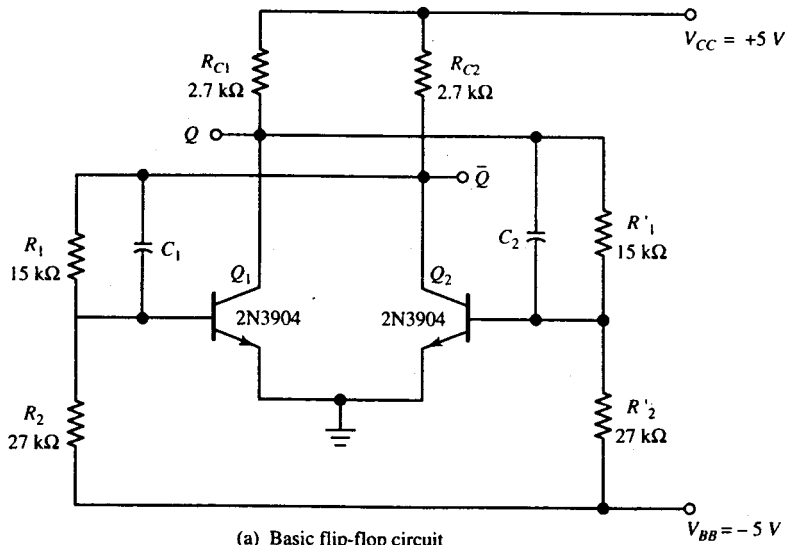 V_CC = +5 V
R_C1
2.7 kΩ
R_C2
2.7 kΩ
Q
Q̄
R_1
15 kΩ
C_1
C_2
R'_1
15 kΩ
Q_1
Q_2
2N3904
2N3904
R_2
27 kΩ
R'_2
27 kΩ
V_BB = − 5 V
(a) Basic flip-flop circuit